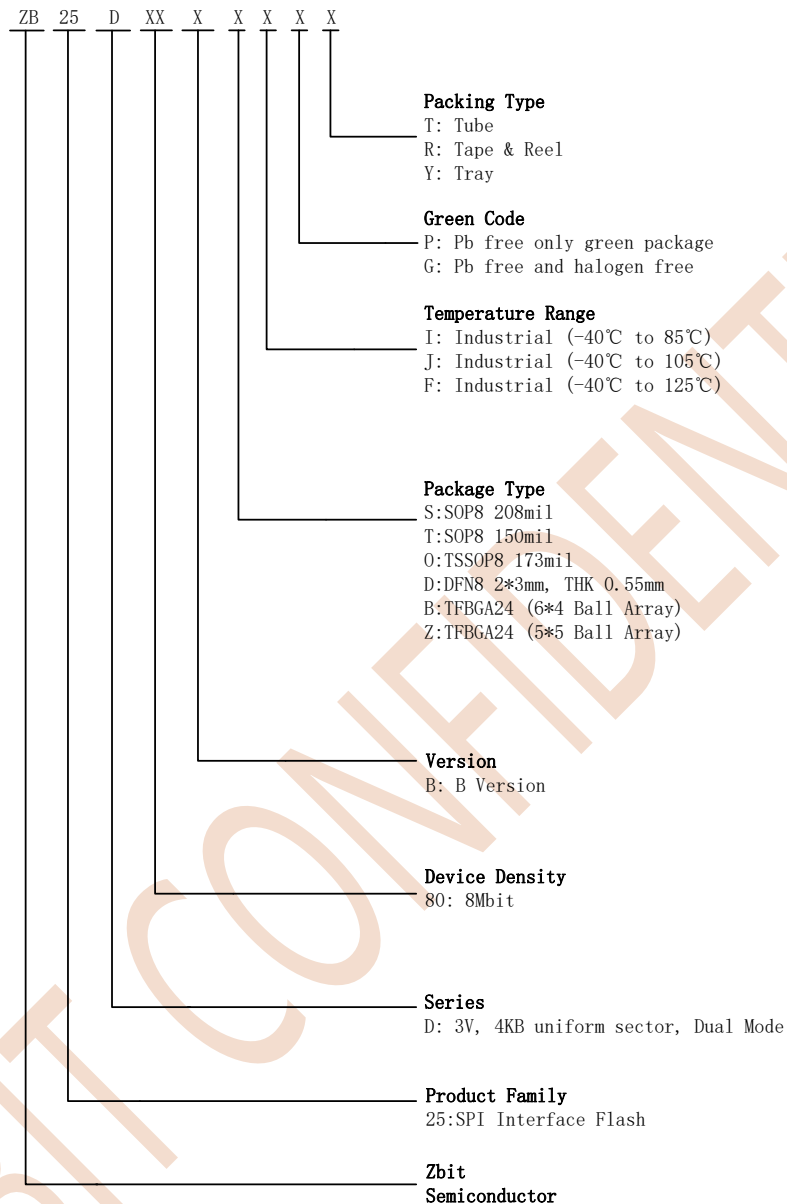 ZB 25 D XX X X X X X
Packing Type
T: Tube
R: Tape & Reel
Y: Tray
Green Code
P: Pb free only green package
G: Pb free and halogen free
Temperature Range
I: Industrial (-40℃ to 85℃)
J: Industrial (-40℃ to 105℃)
F: Industrial (-40℃ to 125℃)
Package Type
S:SOP8 208mil
T:SOP8 150mil
O:TSSOP8 173mil
D:DFN8 2*3mm, THK 0.55mm
B:TFBGA24 (6*4 Ball Array)
Z:TFBGA24 (5*5 Ball Array)
Version
B: B Version
Device Density
80: 8Mbit
Series
D: 3V, 4KB uniform sector, Dual Mode
Product Family
25:SPI Interface Flash
Zbit
Semiconductor
BIT CONFIDENT